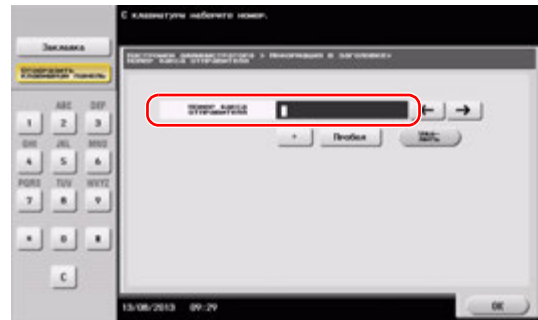 С клавиатуры наберите номер.
Закладка
Отобразить
клавишную панель
Настройки администратора > Информация о заголовке>
Номер факса отправителя
Номер факса
отправителя
← →
+ Пробел Уда-
лить
ABC DEF
1 2 3
GHI JKL MNO
4 5 6
PQRS TUV WXYZ
7 8 9
* 0 #
C
13/08/2013 09:29
OK